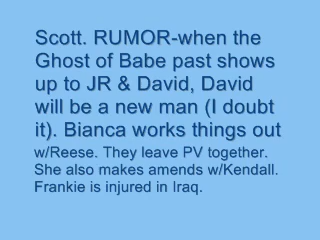 Scott. RUMOR-when the
Ghost of Babe past shows
up to JR & David, David
will be a new man (I doubt
it). Bianca works things out
w/Reese. They leave PV together.
She also makes amends w/Kendall.
Frankie is injured in Iraq.